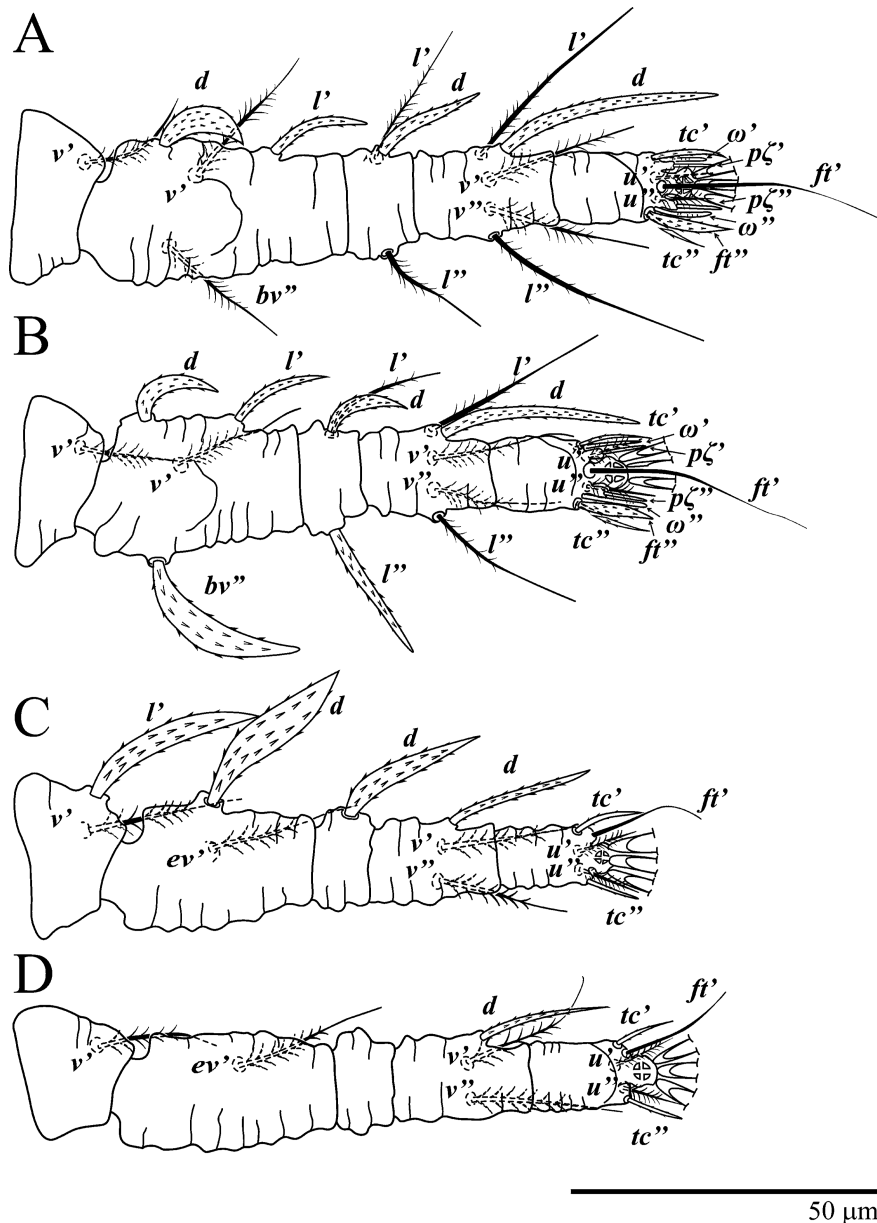 A
d
l’
l’
d
l’
d
v’
v’
bv”
l”
v’
v”
l”
tc’
ω’
pζ’
u’
u”
ft’
pζ”
ω”
ft”
tc”
B
d
l’
l’
d
l’
d
v’
v’
bv”
l”
v’
v”
l”
tc’
ω’
pζ’
u’
u”
ft’
pζ”
ω”
ft”
tc”
C
l’
d
d
d
v’
ev’
v’
v”
tc’
ft’
u’
u”
tc”
D
v’
ev’
d
v’
v”
tc’
ft’
u’
u”
tc”
50 μm